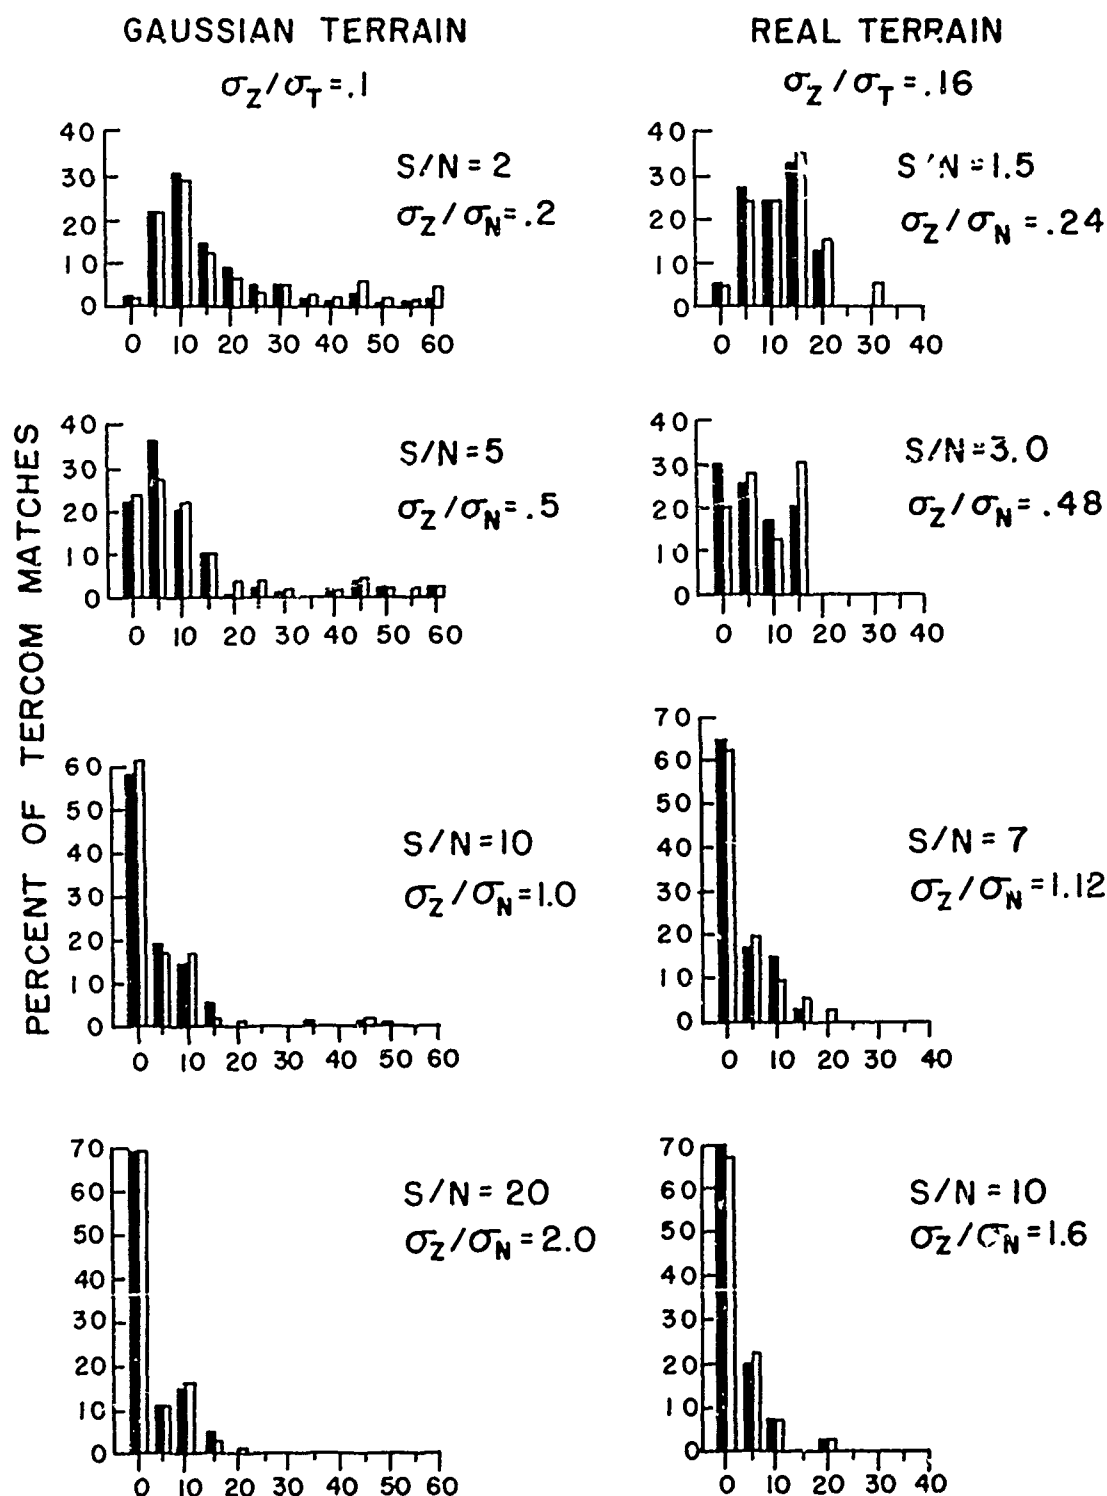 GAUSSIAN TERRAIN
σZ/σT=.1
REAL TERRAIN
σZ/σT=.16
PERCENT OF TERCOM MATCHES
40
30
20
10
0
0 10 20 30 40 50 60
S/N=2
σZ/σN=.2
40
30
20
10
0
0 10 20 30 40
S/N=1.5
σZ/σN=.24
40
30
20
10
0
0 10 20 30 40 50 60
S/N=5
σZ/σN=.5
40
30
20
10
0
0 10 20 30 40
S/N=3.0
σZ/σN=.48
60
50
40
30
20
10
0
0 10 20 30 40 50 60
S/N=10
σZ/σN=1.0
70
60
50
40
30
20
10
0
0 10 20 30 40
S/N=7
σZ/σN=1.12
70
60
50
40
30
20
10
0
0 10 20 30 40 50 60
S/N=20
σZ/σN=2.0
70
60
50
40
30
20
10
0
0 10 20 30 40
S/N=10
σZ/σN=1.6